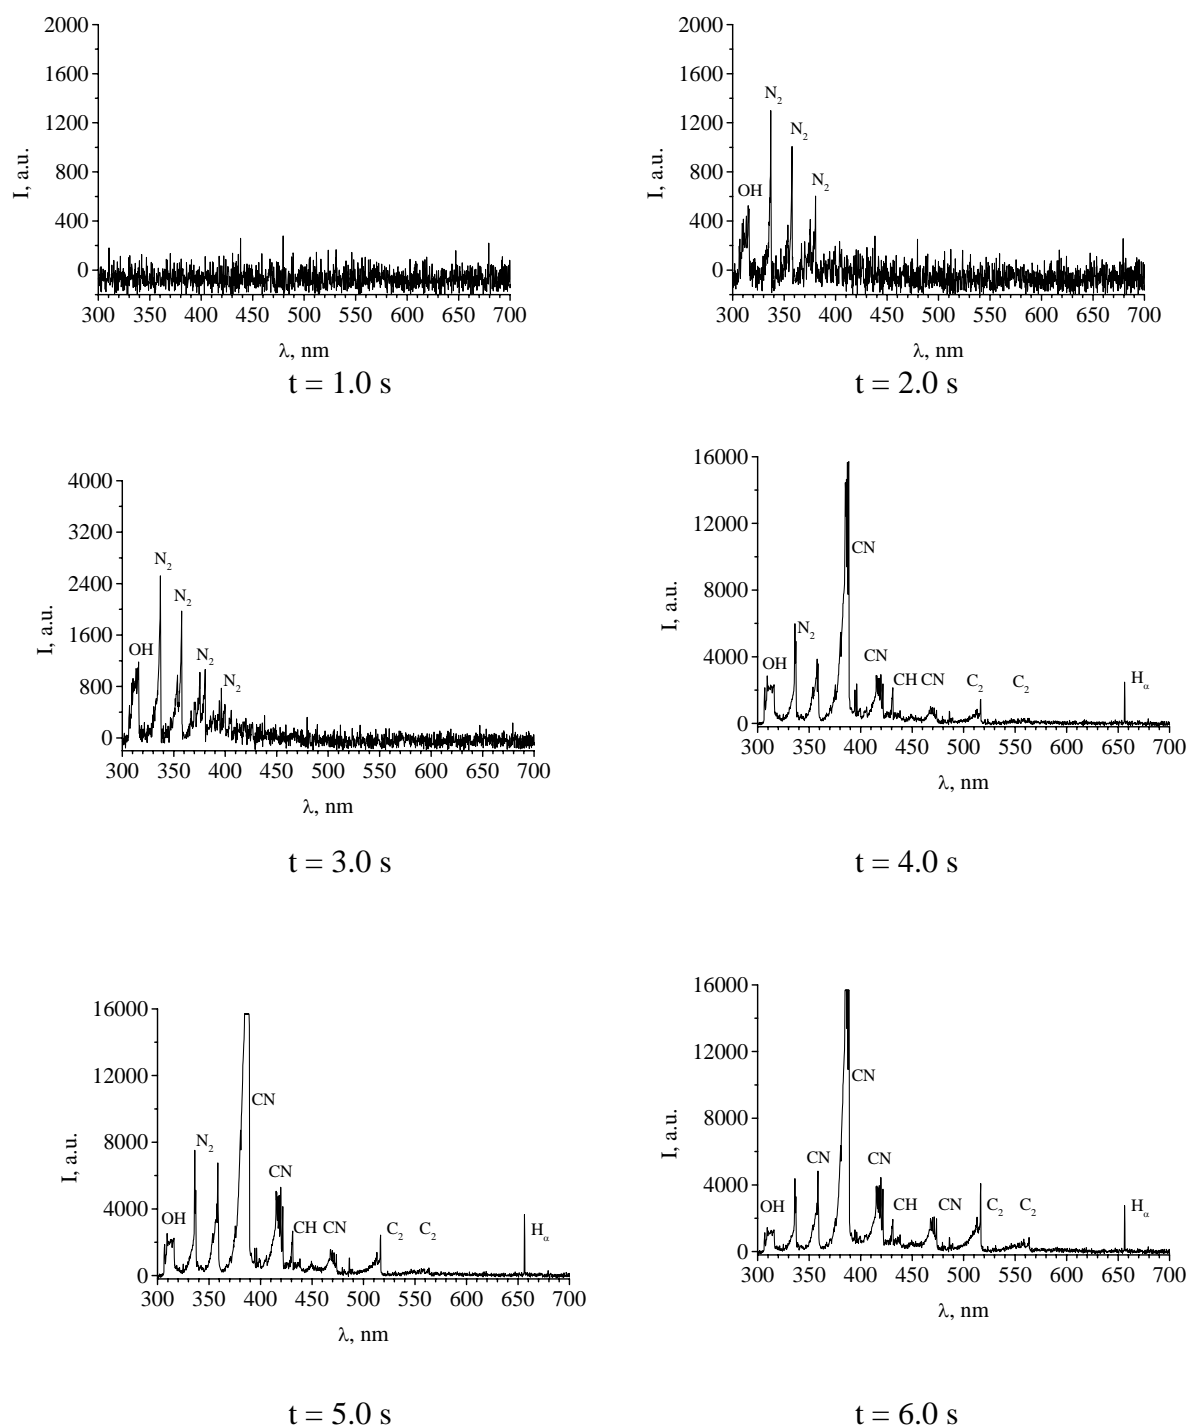 2000
1600
1200
800
400
0
I, a.u.
300 350 400 450 500 550 600 650 700
λ, nm
t = 1.0 s
2000
1600
1200
800
400
0
I, a.u.
OH
N₂
N₂
N₂
300 350 400 450 500 550 600 650 700
λ, nm
t = 2.0 s
4000
3200
2400
1600
800
0
I, a.u.
OH
N₂
N₂
N₂
N₂
300 350 400 450 500 550 600 650 700
λ, nm
t = 3.0 s
16000
12000
8000
4000
0
I, a.u.
OH
N₂
CN
CN
CH
CN
C₂
C₂
Hα
300 350 400 450 500 550 600 650 700
λ, nm
t = 4.0 s
16000
12000
8000
4000
0
I, a.u.
OH
N₂
CN
CN
CH
CN
C₂
C₂
Hα
300 350 400 450 500 550 600 650 700
λ, nm
t = 5.0 s
16000
12000
8000
4000
0
I, a.u.
OH
CN
CN
CN
CH
CN
C₂
C₂
Hα
300 350 400 450 500 550 600 650 700
λ, nm
t = 6.0 s